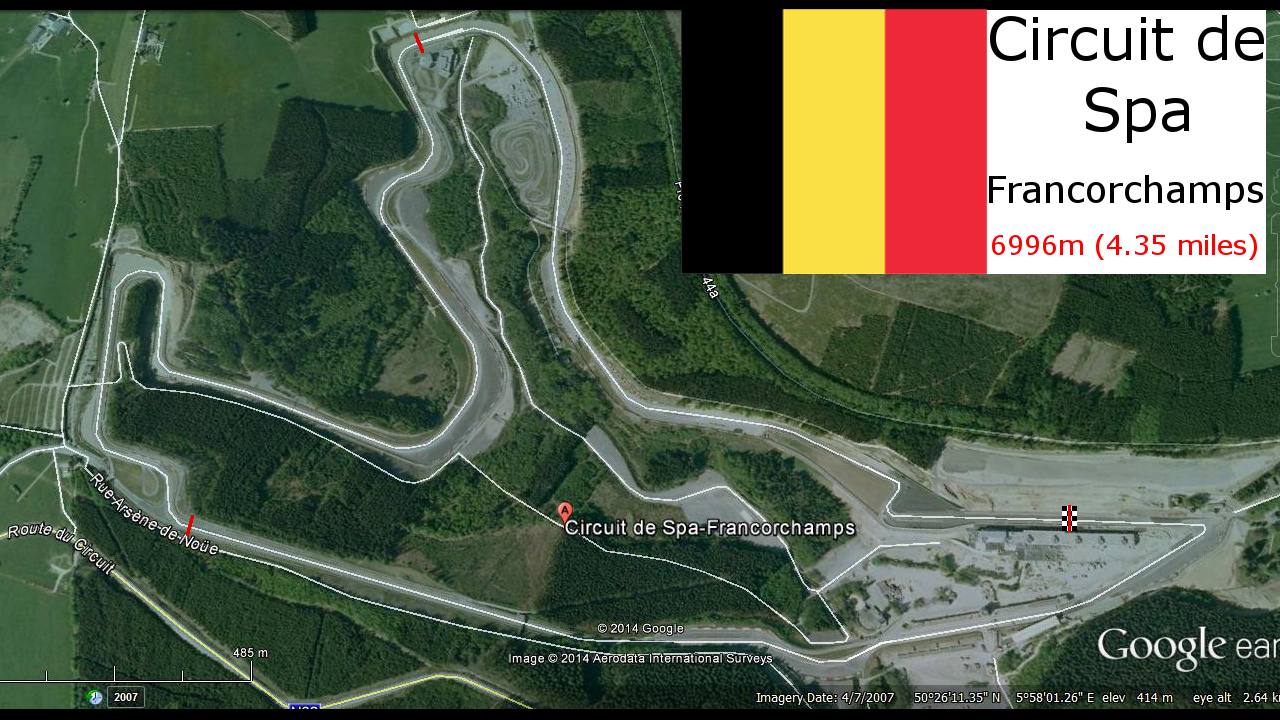 Circuit de
Spa
Francorchamps
6996m (4.35 miles)
44a
A
Circuit de Spa-Francorchamps
Rue-Arsène-de-Noüe
Route du Circuit
© 2014 Google
Image © 2014 Aerodata International Surveys
Google ear
485 m
2007
Imagery Date: 4/7/2007 50°26'11.35" N 5°58'01.26" E elev 414 m eye alt 2.64 k